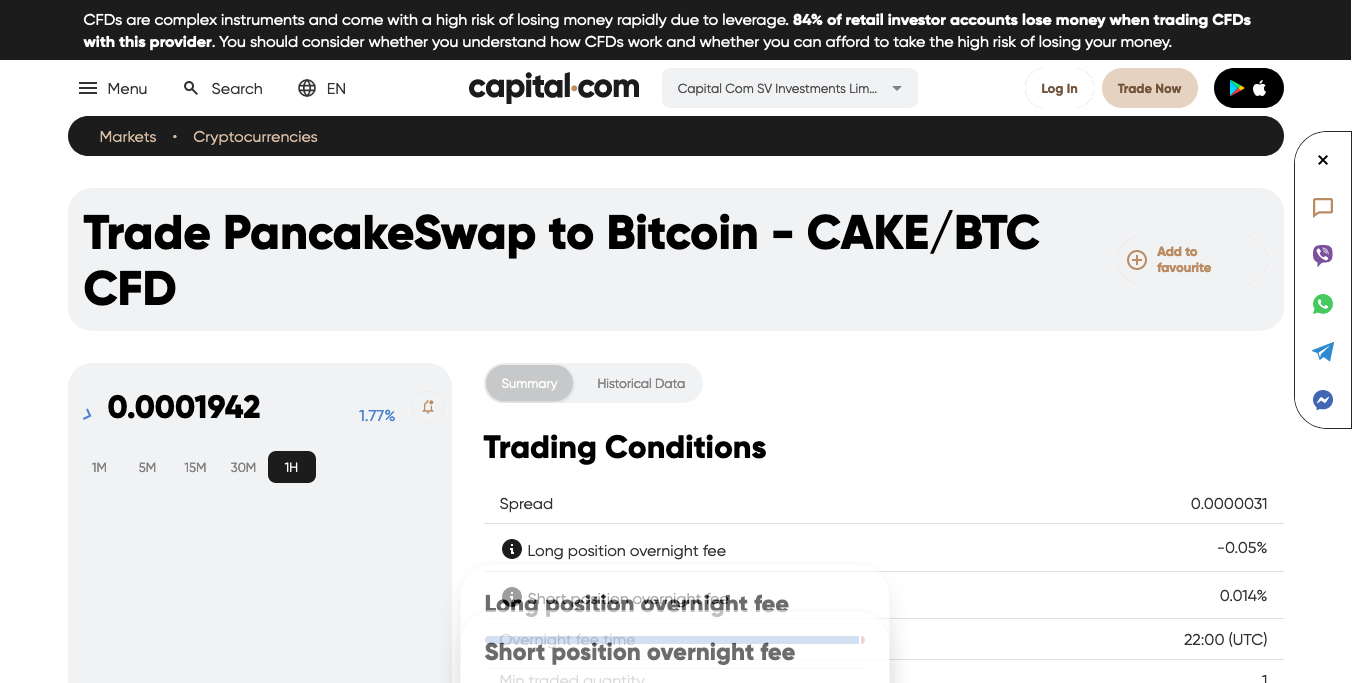 CFDs are complex instruments and come with a high risk of losing money rapidly due to leverage. 84% of retail investor accounts lose money when trading CFDs
with this provider. You should consider whether you understand how CFDs work and whether you can afford to take the high risk of losing your money.
Menu Search EN capital.com Capital Com SV Investments Lim... Log In Trade Now
Markets • Cryptocurrencies
Trade PancakeSwap to Bitcoin - CAKE/BTC
CFD
Add to
favourite
0.0001942 1.77%
1M 5M 15M 30M 1H
Summary Historical Data
Trading Conditions
Spread 0.0000031
Long position overnight fee -0.05%
Short position overnight fee 0.014%
Long position overnight fee
Overnight fee time 22:00 (UTC)
Short position overnight fee
Min traded quantity 1